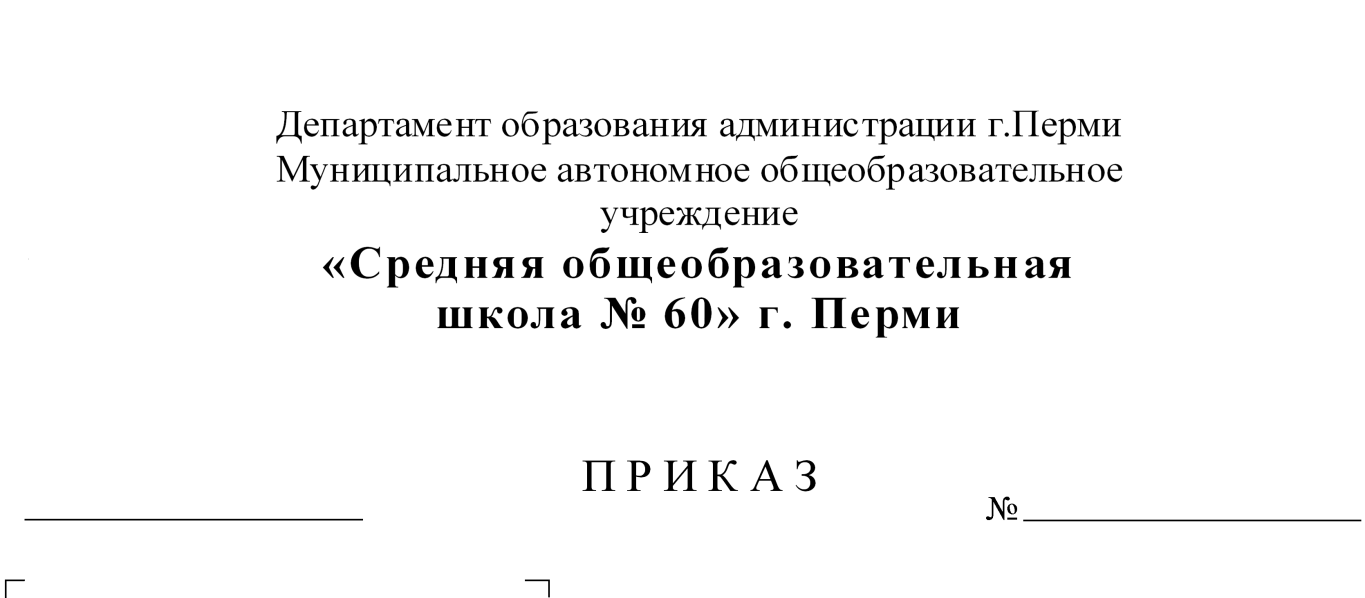 Департамент образования администрации г.Перми
Муниципальное автономное общеобразовательное
учреждение
«Средняя общеобразовательная
школа № 60» г. Перми
П Р И К А З
№